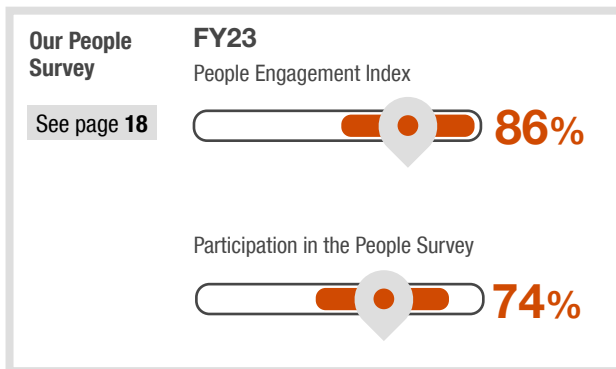 Our People
Survey
See page 18
FY23
People Engagement Index
86%
Participation in the People Survey
74%